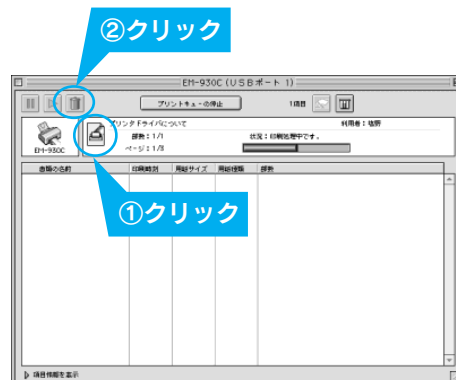 ②クリック
EM-930C (USBポート 1)
プリントキューの停止
1項目
EM-930C
プリンタドライバについて
部数：1/1
ページ：1/8
利用者：牧野
状況：印刷処理中です。
書類の名前
印刷時刻
用紙サイズ
用紙種類
部数
①クリック
項目情報を表示